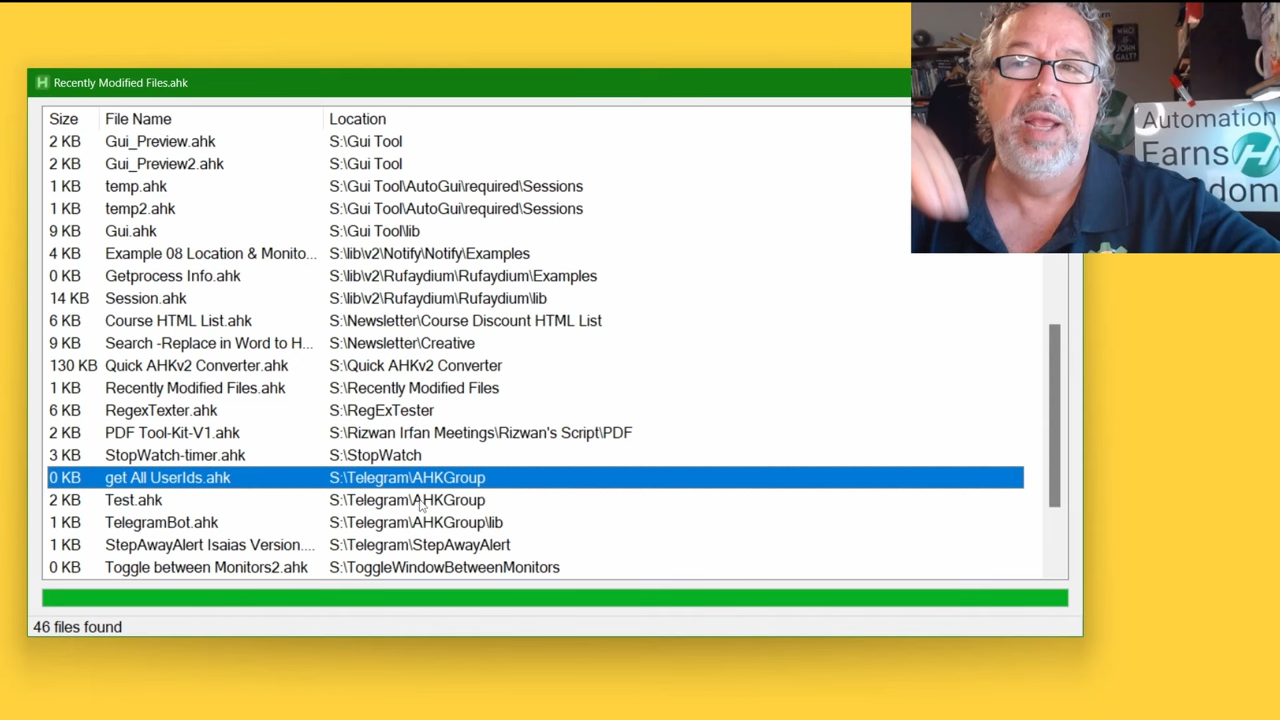 Recently Modified Files.ahk
Size File Name Location
2 KB Gui_Preview.ahk S:\Gui Tool
2 KB Gui_Preview2.ahk S:\Gui Tool
1 KB temp.ahk S:\Gui Tool\AutoGui\required\Sessions
1 KB temp2.ahk S:\Gui Tool\AutoGui\required\Sessions
9 KB Gui.ahk S:\Gui Tool\lib
4 KB Example 08 Location & Monito... S:\lib\v2\Notify\Notify\Examples
0 KB Getprocess Info.ahk S:\lib\v2\Rufaydium\Rufaydium\Examples
14 KB Session.ahk S:\lib\v2\Rufaydium\Rufaydium\lib
6 KB Course HTML List.ahk S:\Newsletter\Course Discount HTML List
9 KB Search -Replace in Word to H... S:\Newsletter\Creative
130 KB Quick AHKv2 Converter.ahk S:\Quick AHKv2 Converter
1 KB Recently Modified Files.ahk S:\Recently Modified Files
6 KB RegexTexter.ahk S:\RegExTester
2 KB PDF Tool-Kit-V1.ahk S:\Rizwan Irfan Meetings\Rizwan's Script\PDF
3 KB StopWatch-timer.ahk S:\StopWatch
0 KB get All UserIds.ahk S:\Telegram\AHKGroup
2 KB Test.ahk S:\Telegram\AHKGroup
1 KB TelegramBot.ahk S:\Telegram\AHKGroup\lib
1 KB StepAwayAlert Isaias Version.... S:\Telegram\StepAwayAlert
0 KB Toggle between Monitors2.ahk S:\ToggleWindowBetweenMonitors
46 files found
WHO
IS
JOHN
GALT?
Automation
Earns H
dom